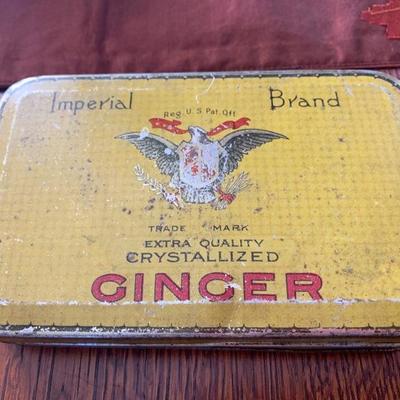 Imperial Brand
Reg. U.S. Pat. Off.
TRADE MARK
EXTRA QUALITY
CRYSTALLIZED
GINGER